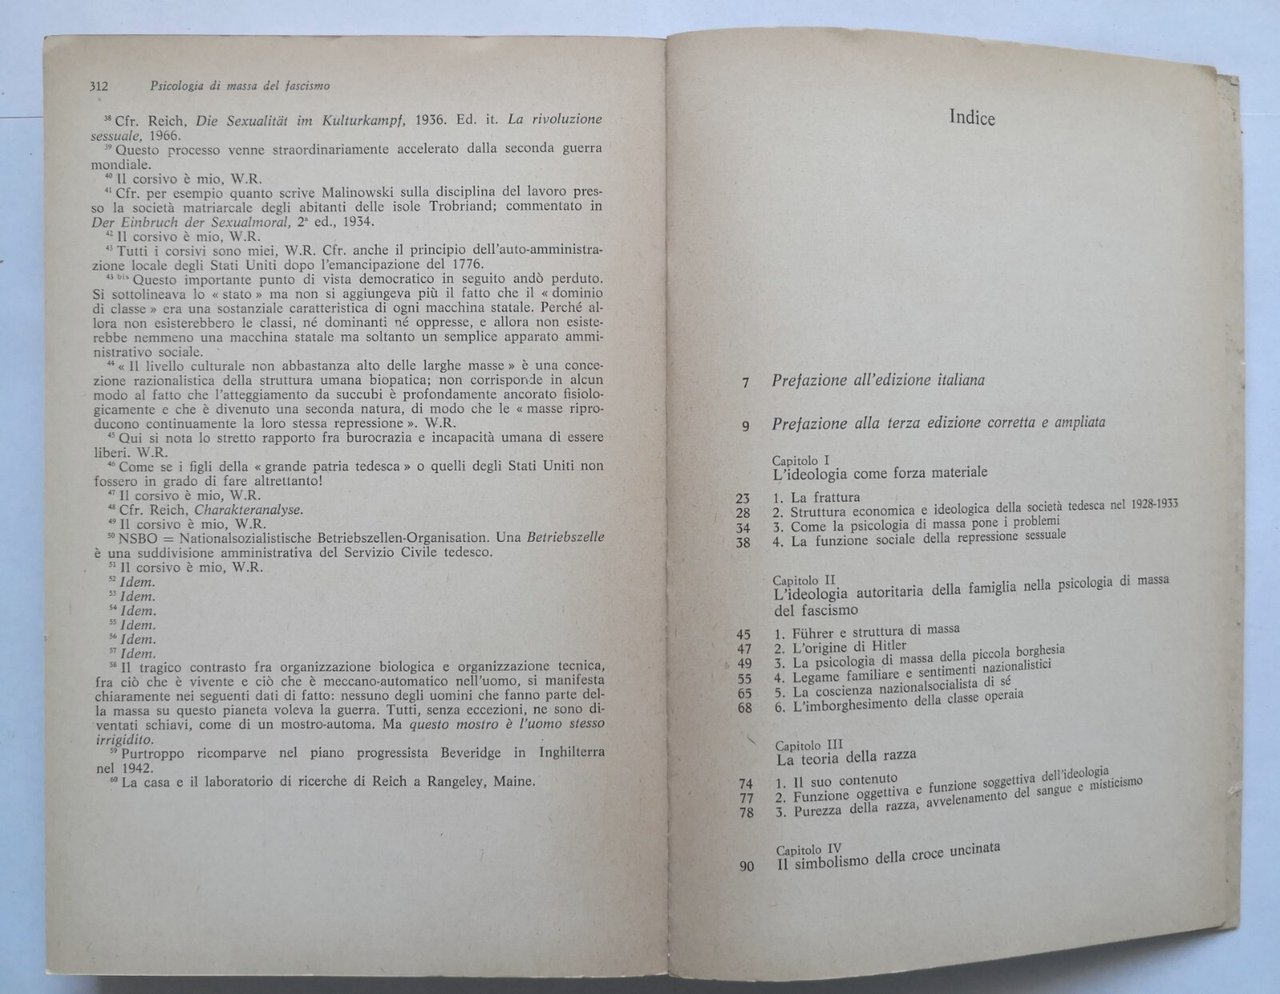 312 Psicologia di massa del fascismo
³⁸ Cfr. Reich, Die Sexualität im Kulturkampf, 1936. Ed. it. La rivoluzione
sessuale, 1966.
³⁹ Questo processo venne straordinariamente accelerato dalla seconda guerra
mondiale.
⁴⁰ Il corsivo è mio, W.R.
⁴¹ Cfr. per esempio quanto scrive Malinowski sulla disciplina del lavoro pres-
so la società matriarcale degli abitanti delle isole Trobriand; commentato in
Der Einbruch der Sexualmoral, 2ª ed., 1934.
⁴² Il corsivo è mio, W.R.
⁴³ Tutti i corsivi sono miei, W.R. Cfr. anche il principio dell'auto-amministra-
zione locale degli Stati Uniti dopo l'emancipazione del 1776.
⁴³ bis Questo importante punto di vista democratico in seguito andò perduto.
Si sottolineava lo « stato » ma non si aggiungeva più il fatto che il « dominio
di classe » era una sostanziale caratteristica di ogni macchina statale. Perché al-
lora non esisterebbero le classi, né dominanti né oppresse, e allora non esiste-
rebbe nemmeno una macchina statale ma soltanto un semplice apparato ammi-
nistrativo sociale.
⁴⁴ « Il livello culturale non abbastanza alto delle larghe masse » è una conce-
zione razionalistica della struttura umana biopatica; non corrisponde in alcun
modo al fatto che l'atteggiamento da succubi è profondamente ancorato fisiolo-
gicamente e che è divenuto una seconda natura, di modo che le « masse ripro-
ducono continuamente la loro stessa repressione ». W.R.
⁴⁵ Qui si nota lo stretto rapporto fra burocrazia e incapacità umana di essere
liberi. W.R.
⁴⁶ Come se i figli della « grande patria tedesca » o quelli degli Stati Uniti non
fossero in grado di fare altrettanto!
⁴⁷ Il corsivo è mio, W.R.
⁴⁸ Cfr. Reich, Charakteranalyse.
⁴⁹ Il corsivo è mio, W.R.
⁵⁰ NSBO = Nationalsozialistische Betriebszellen-Organisation. Una Betriebszelle
è una suddivisione amministrativa del Servizio Civile tedesco.
⁵¹ Il corsivo è mio, W.R.
⁵² Idem.
⁵³ Idem.
⁵⁴ Idem.
⁵⁵ Idem.
⁵⁶ Idem.
⁵⁷ Idem.
⁵⁸ Il tragico contrasto fra organizzazione biologica e organizzazione tecnica,
fra ciò che è vivente e ciò che è meccano-automatico nell'uomo, si manifesta
chiaramente nei seguenti dati di fatto: nessuno degli uomini che fanno parte del-
la massa su questo pianeta voleva la guerra. Tutti, senza eccezioni, ne sono di-
ventati schiavi, come di un mostro-automa. Ma questo mostro è l'uomo stesso
irrigidito.
⁵⁹ Purtroppo ricomparve nel piano progressista Beveridge in Inghilterra
nel 1942.
⁶⁰ La casa e il laboratorio di ricerche di Reich a Rangeley, Maine.
Indice
7 Prefazione all'edizione italiana
9 Prefazione alla terza edizione corretta e ampliata
Capitolo I
L'ideologia come forza materiale
23 1. La frattura
28 2. Struttura economica e ideologica della società tedesca nel 1928-1933
34 3. Come la psicologia di massa pone i problemi
38 4. La funzione sociale della repressione sessuale
Capitolo II
L'ideologia autoritaria della famiglia nella psicologia di massa
del fascismo
45 1. Führer e struttura di massa
47 2. L'origine di Hitler
49 3. La psicologia di massa della piccola borghesia
55 4. Legame familiare e sentimenti nazionalistici
65 5. La coscienza nazionalsocialista di sé
68 6. L'imborghesimento della classe operaia
Capitolo III
La teoria della razza
74 1. Il suo contenuto
77 2. Funzione oggettiva e funzione soggettiva dell'ideologia
78 3. Purezza della razza, avvelenamento del sangue e misticismo
Capitolo IV
90 Il simbolismo della croce uncinata